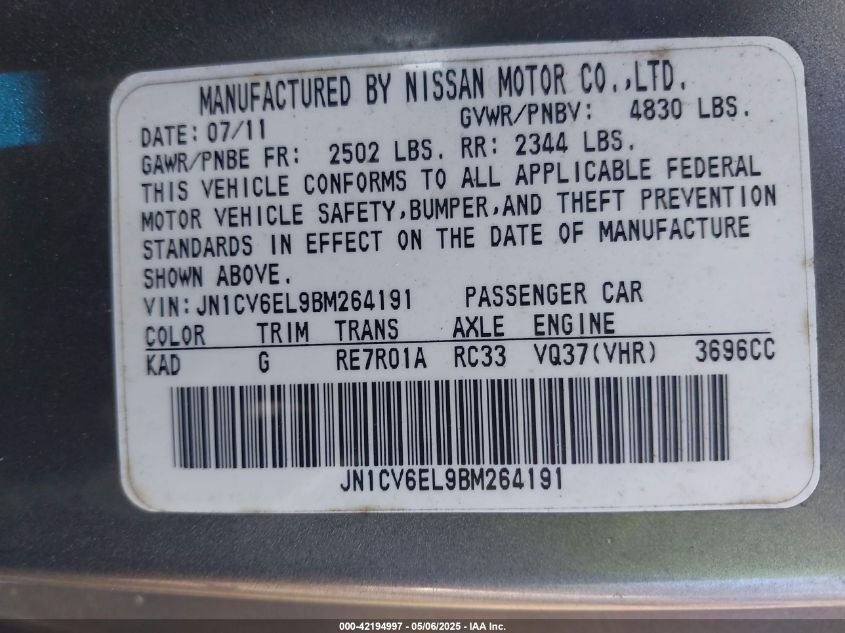 MANUFACTURED BY NISSAN MOTOR CO.,LTD.
DATE: 07/11 GVWR/PNBV: 4830 LBS.
GAWR/PNBE FR: 2502 LBS. RR: 2344 LBS.
THIS VEHICLE CONFORMS TO ALL APPLICABLE FEDERAL
MOTOR VEHICLE SAFETY,BUMPER,AND THEFT PREVENTION
STANDARDS IN EFFECT ON THE DATE OF MANUFACTURE
SHOWN ABOVE.
VIN: JN1CV6EL9BM264191 PASSENGER CAR
COLOR TRIM TRANS AXLE ENGINE
KAD G RE7R01A RC33 VQ37(VHR) 3696CC
JN1CV6EL9BM264191
000-42194997 - 05/06/2025 - IAA Inc.